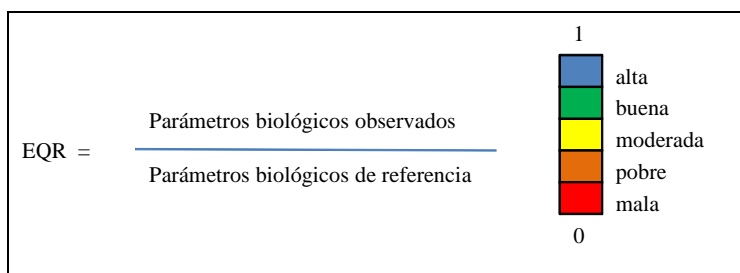 EQR =
Parámetros biológicos observados
Parámetros biológicos de referencia
1
alta
buena
moderada
pobre
mala
0